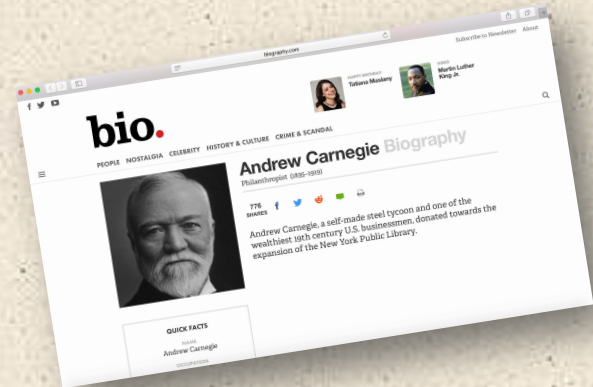 biography.com
Subscribe to Newsletter About
HAPPY BIRTHDAY
Tatiana Maslany
Martin Luther
King Jr.
bio.
PEOPLE NOSTALGIA CELEBRITY HISTORY & CULTURE CRIME & SCANDAL
Andrew Carnegie Biography
Philanthropist (1835–1919)
776
SHARES
Andrew Carnegie, a self-made steel tycoon and one of the
wealthiest 19th century U.S. businessmen, donated towards the
expansion of the New York Public Library.
QUICK FACTS
NAME
Andrew Carnegie
OCCUPATION